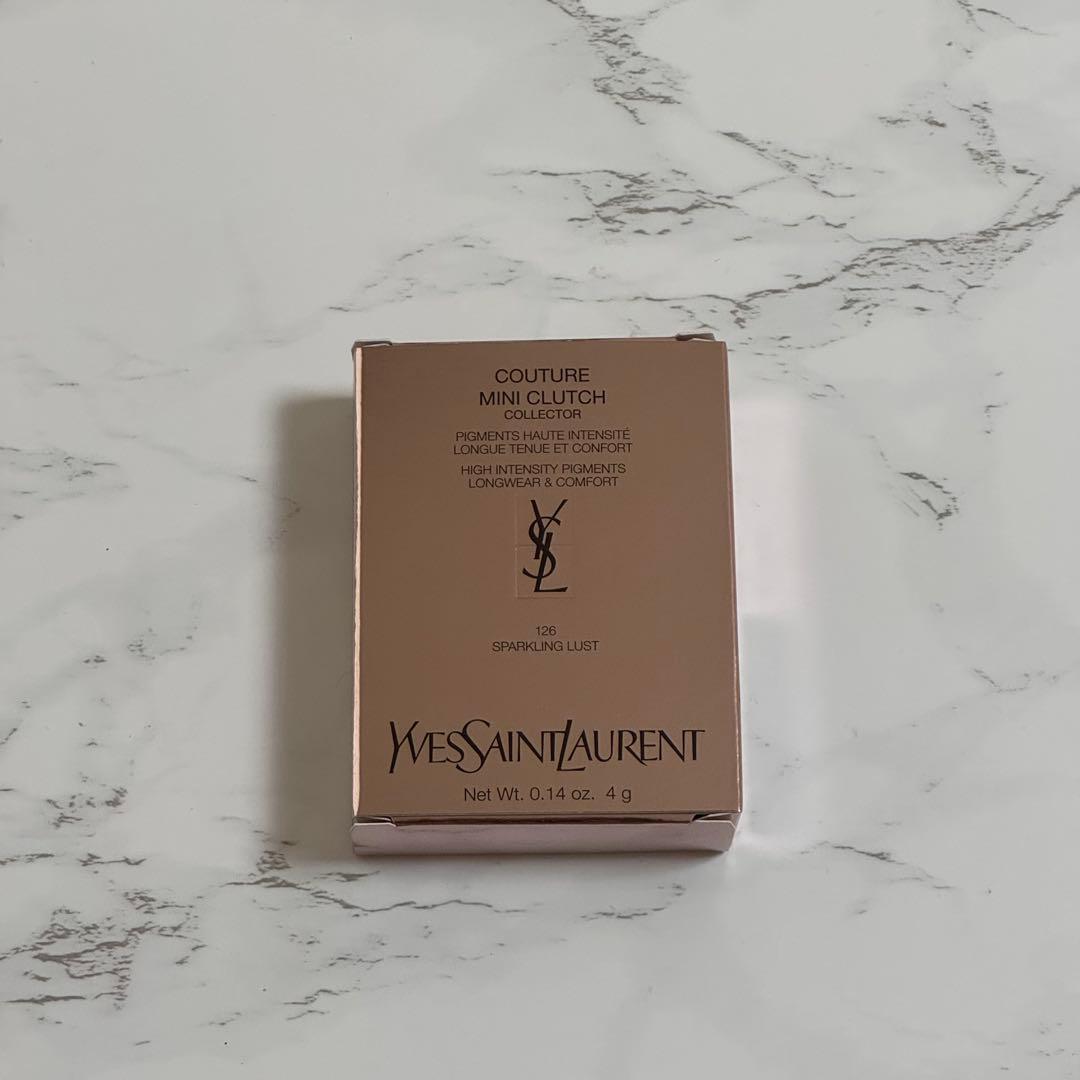 COUTURE
MINI CLUTCH
COLLECTOR
PIGMENTS HAUTE INTENSITÉ
LONGUE TENUE ET CONFORT
HIGH INTENSITY PIGMENTS
LONGWEAR & COMFORT
YSL
126
SPARKLING LUST
YVESSAINTLAURENT
Net Wt. 0.14 oz. 4 g